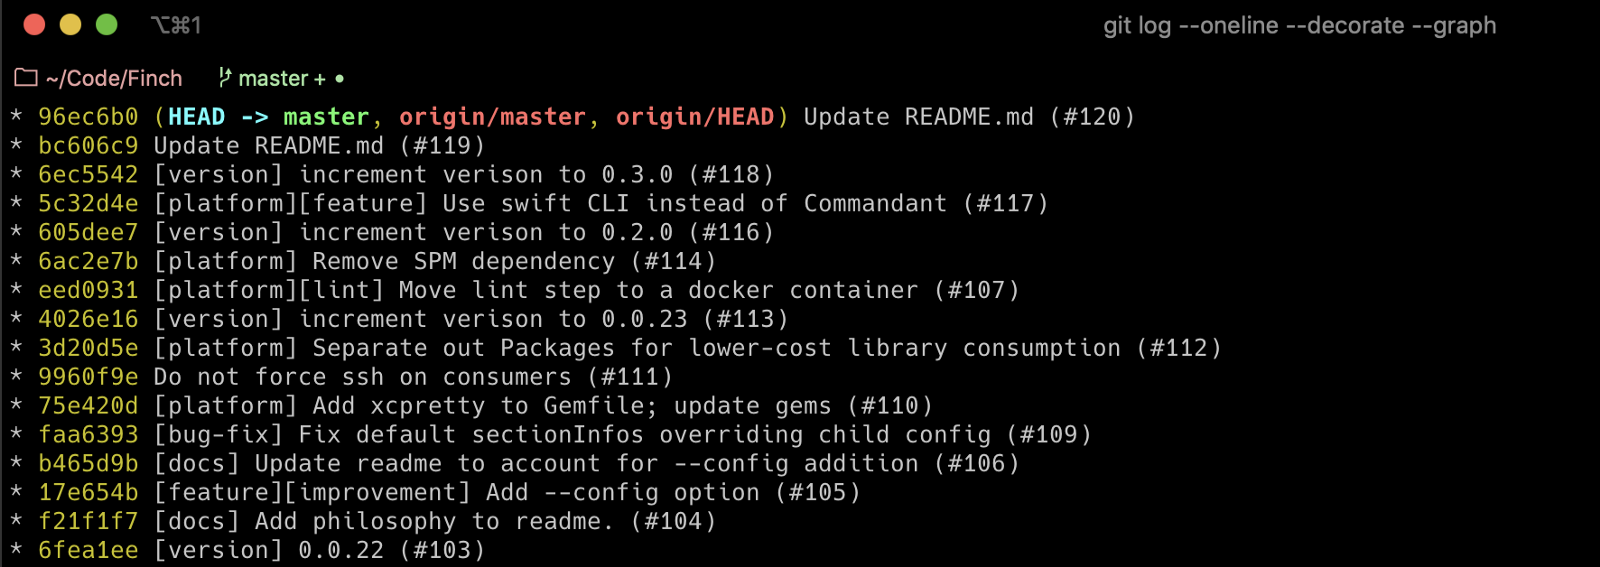 ⌥⌘1 git log --oneline --decorate --graph
~/Code/Finch master + •
* 96ec6b0 (HEAD -> master, origin/master, origin/HEAD) Update README.md (#120)
* bc606c9 Update README.md (#119)
* 6ec5542 [version] increment verison to 0.3.0 (#118)
* 5c32d4e [platform][feature] Use swift CLI instead of Commandant (#117)
* 605dee7 [version] increment verison to 0.2.0 (#116)
* 6ac2e7b [platform] Remove SPM dependency (#114)
* eed0931 [platform][lint] Move lint step to a docker container (#107)
* 4026e16 [version] increment verison to 0.0.23 (#113)
* 3d20d5e [platform] Separate out Packages for lower-cost library consumption (#112)
* 9960f9e Do not force ssh on consumers (#111)
* 75e420d [platform] Add xcpretty to Gemfile; update gems (#110)
* faa6393 [bug-fix] Fix default sectionInfos overriding child config (#109)
* b465d9b [docs] Update readme to account for --config addition (#106)
* 17e654b [feature][improvement] Add --config option (#105)
* f21f1f7 [docs] Add philosophy to readme. (#104)
* 6fea1ee [version] 0.0.22 (#103)